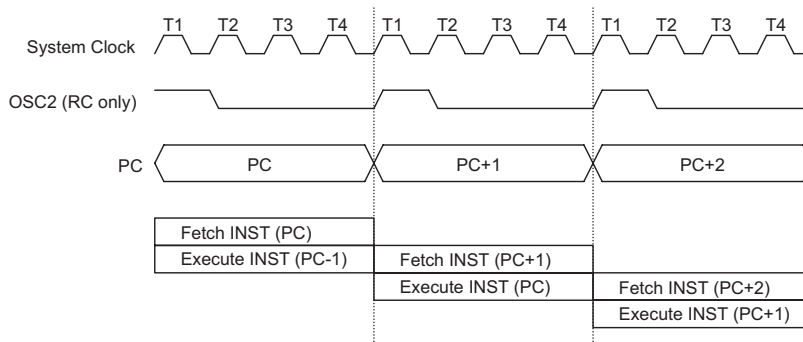 T1 T2 T3 T4 T1 T2 T3 T4 T1 T2 T3 T4
System Clock
OSC2 (RC only)
PC PC PC+1 PC+2
Fetch INST (PC)
Execute INST (PC-1) Fetch INST (PC+1)
Execute INST (PC) Fetch INST (PC+2)
Execute INST (PC+1)